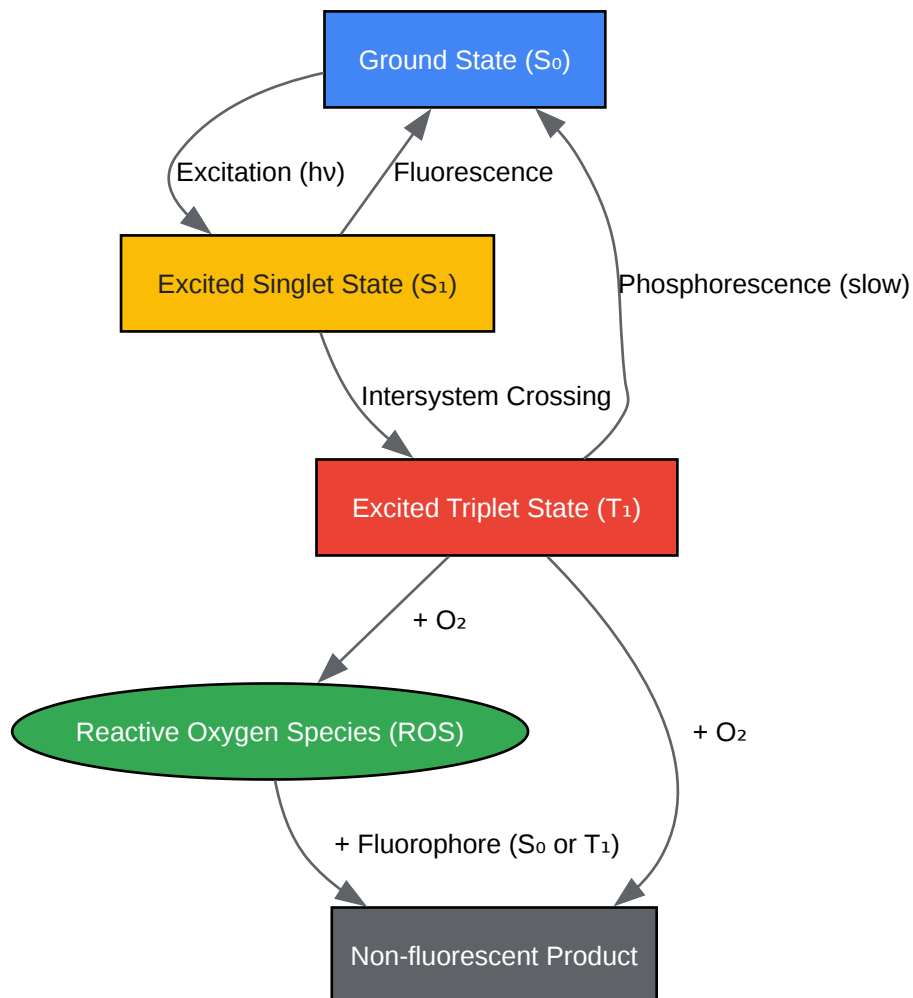 Ground State (S₀)
Excitation (hν)
Fluorescence
Excited Singlet State (S₁)
Phosphorescence (slow)
Intersystem Crossing
Excited Triplet State (T₁)
+ O₂
Reactive Oxygen Species (ROS)
+ O₂
+ Fluorophore (S₀ or T₁)
Non-fluorescent Product